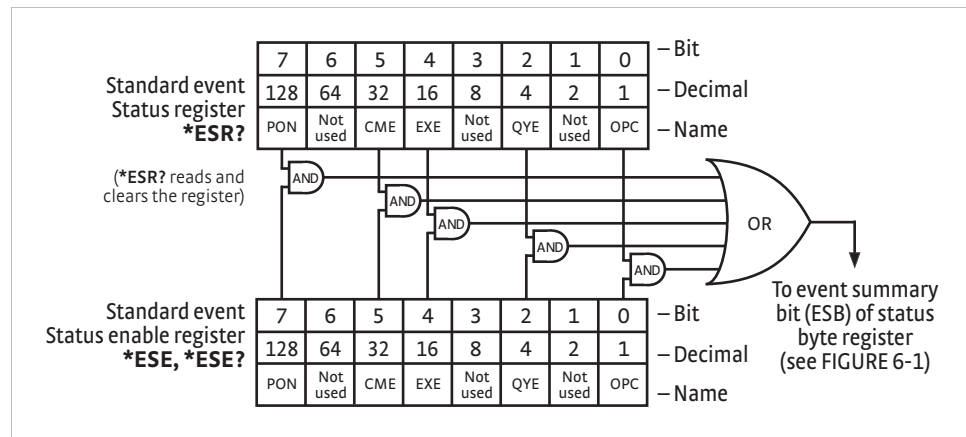 7 6 5 4 3 2 1 0 – Bit
Standard event
Status register
*ESR?
128 64 32 16 8 4 2 1 – Decimal
PON Not used CME EXE Not used QYE Not used OPC – Name
(*ESR? reads and
clears the register)
AND
AND
AND
AND
AND
OR
To event summary
bit (ESB) of status
byte register
(see FIGURE 6-1)
Standard event
Status enable register
*ESE, *ESE?
7 6 5 4 3 2 1 0 – Bit
128 64 32 16 8 4 2 1 – Decimal
PON Not used CME EXE Not used QYE Not used OPC – Name